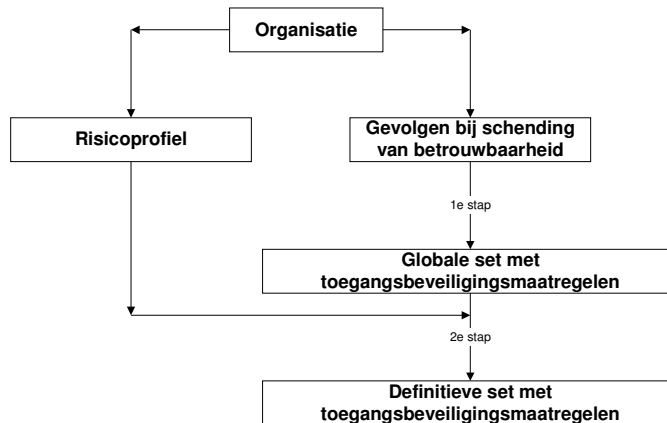 Organisatie
Risicoprofiel
Gevolgen bij schending
van betrouwbaarheid
1e stap
Globale set met
toegangsbeveiligingsmaatregelen
2e stap
Definitieve set met
toegangsbeveiligingsmaatregelen